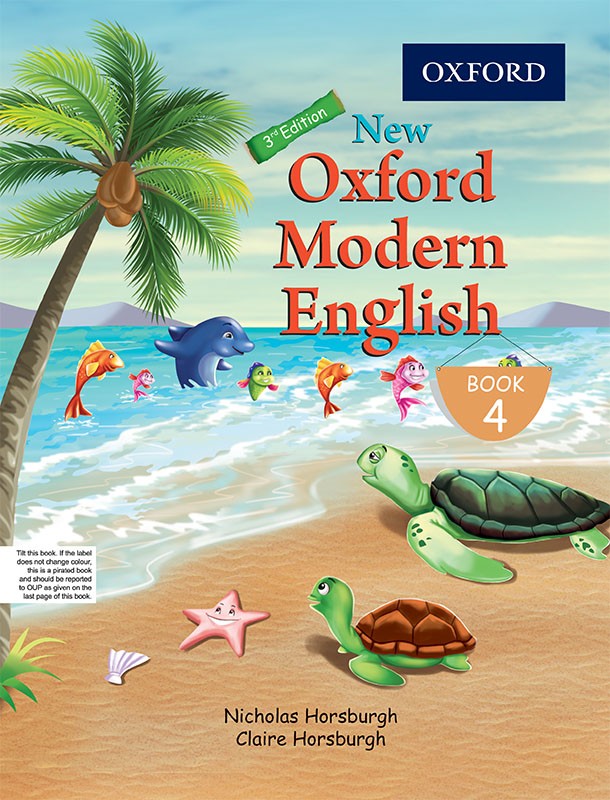 OXFORD
3rd Edition
New
Oxford
Modern
English
BOOK
4
Tilt this book. If the label
does not change colour,
this is a pirated book
and should be reported
to OUP as given on the
last page of this book.
Nicholas Horsburgh
Claire Horsburgh